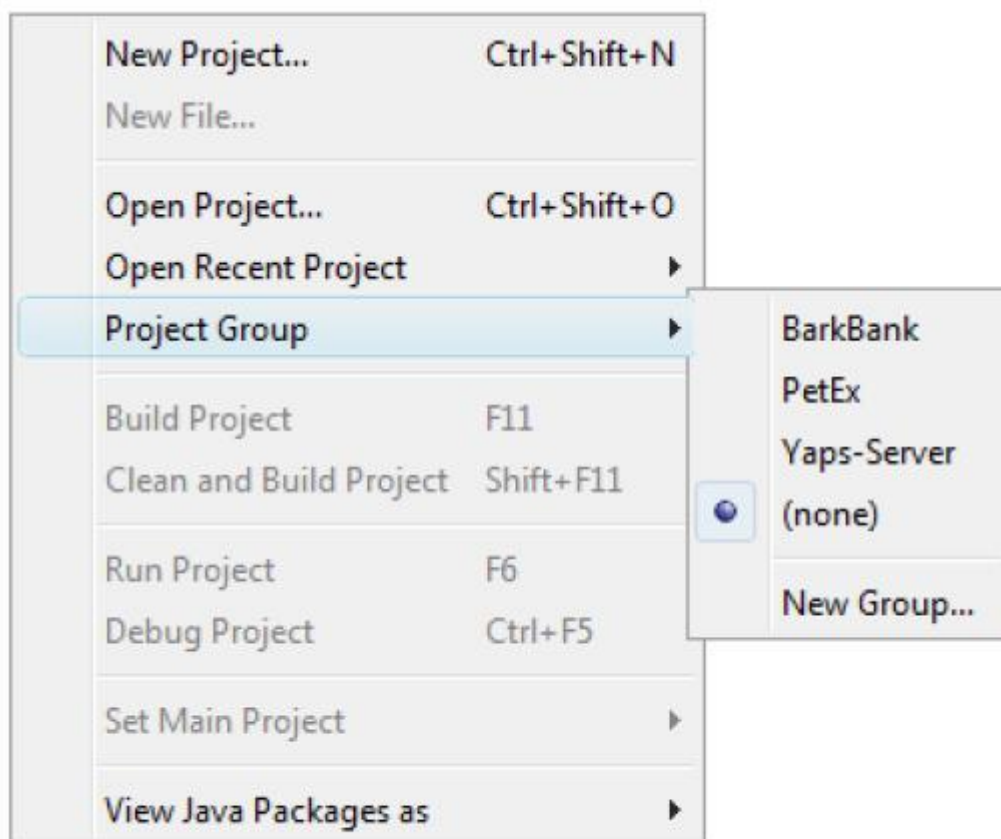 New Project... Ctrl+Shift+N
New File...
Open Project... Ctrl+Shift+O
Open Recent Project
Project Group
BarkBank
PetEx
Yaps-Server
(none)
New Group...
Build Project F11
Clean and Build Project Shift+F11
Run Project F6
Debug Project Ctrl+F5
Set Main Project
View Java Packages as